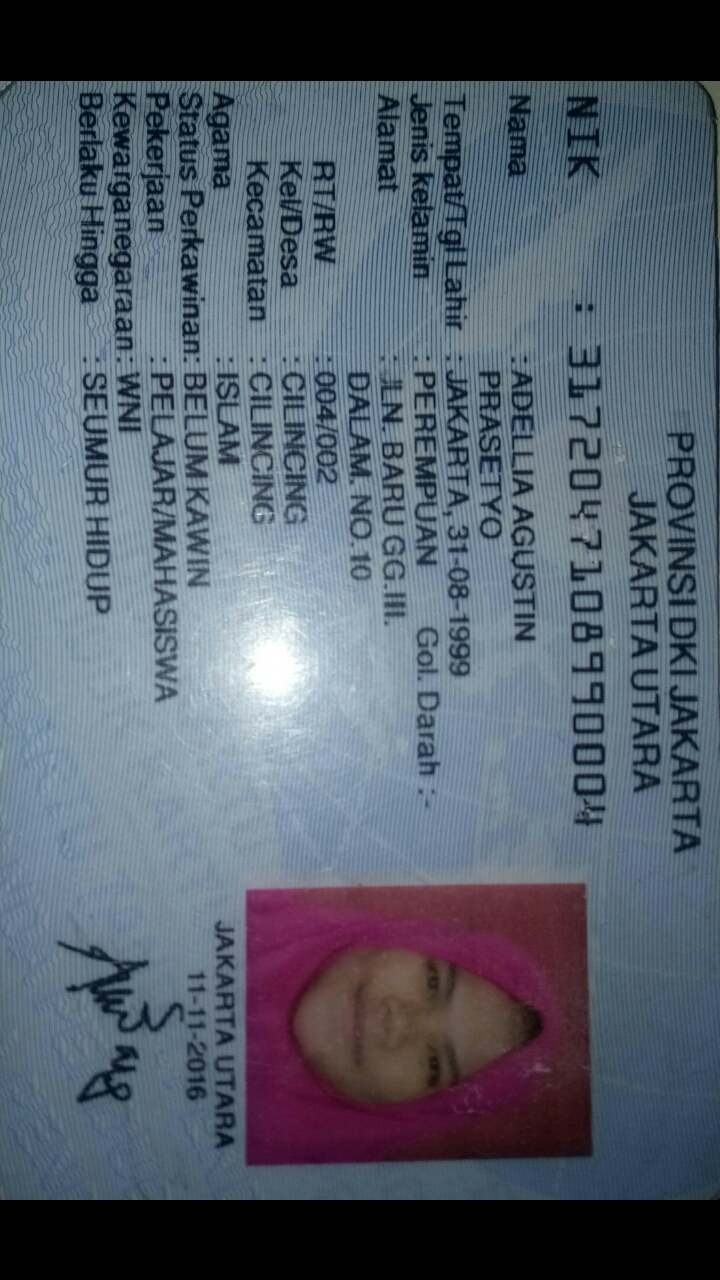 PROVINSI DKI JAKARTA
JAKARTA UTARA
NIK : 3172047108990004
Nama : ADELLIA AGUSTIN
PRASETYO
Tempat/Tgl Lahir : JAKARTA, 31-08-1999
Jenis kelamin : PEREMPUAN Gol. Darah :-
Alamat : JLN. BARU GG.III.
DALAM. NO.10
RT/RW : 004/002
Kel/Desa : CILINCING
Kecamatan : CILINCING
Agama : ISLAM
Status Perkawinan: BELUM KAWIN
Pekerjaan : PELAJAR/MAHASISWA
Kewarganegaraan: WNI
Berlaku Hingga : SEUMUR HIDUP
JAKARTA UTARA
11-11-2016